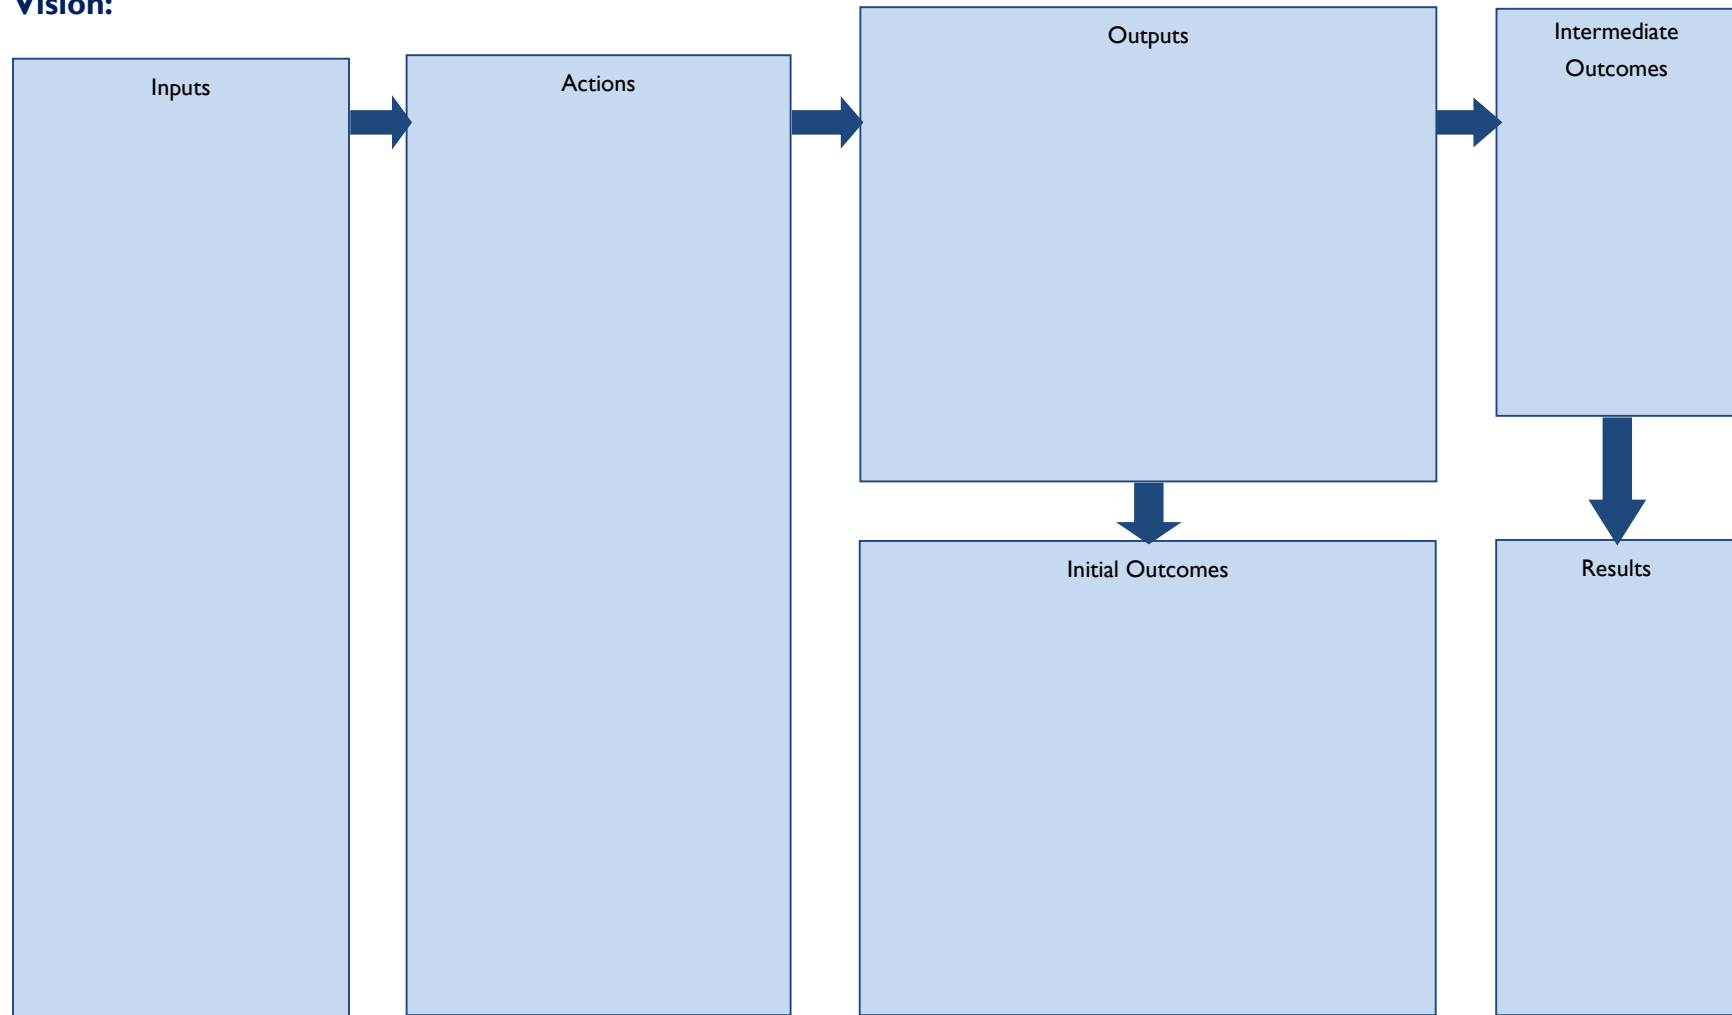 Vision:
Inputs
Actions
Outputs
Intermediate
Outcomes
Initial Outcomes
Results